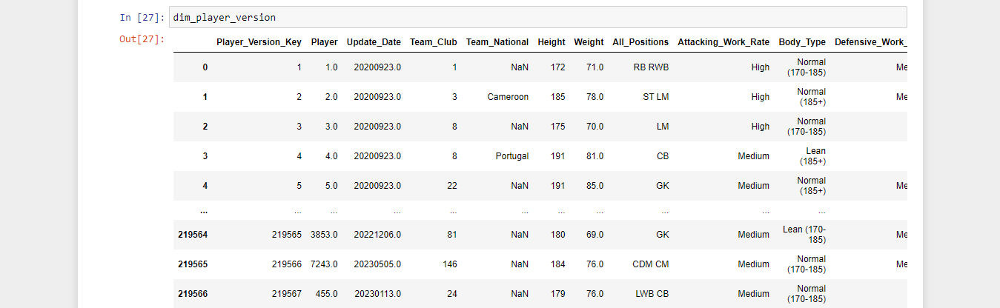 In [27]: dim_player_version
Out[27]:
Player_Version_Key Player Update_Date Team_Club Team_National Height Weight All_Positions Attacking_Work_Rate Body_Type Defensive_Work_
0 1 1.0 20200923.0 1 NaN 172 71.0 RB RWB High Normal (170-185) Me
1 2 2.0 20200923.0 3 Cameroon 185 78.0 ST LM High Normal (185+) Me
2 3 3.0 20200923.0 8 NaN 175 70.0 LM High Normal (170-185)
3 4 4.0 20200923.0 8 Portugal 191 81.0 CB Medium Lean (185+)
4 5 5.0 20200923.0 22 NaN 191 85.0 GK Medium Normal (185+) Me
... ... ... ... ... ... ... ... ... ... ...
219564 219565 3853.0 20221206.0 81 NaN 180 69.0 GK Medium Lean (170-185) Me
219565 219566 7243.0 20230505.0 146 NaN 184 76.0 CDM CM Medium Normal (170-185) Me
219566 219567 455.0 20230113.0 24 NaN 179 76.0 LWB CB Medium Normal (170-185)